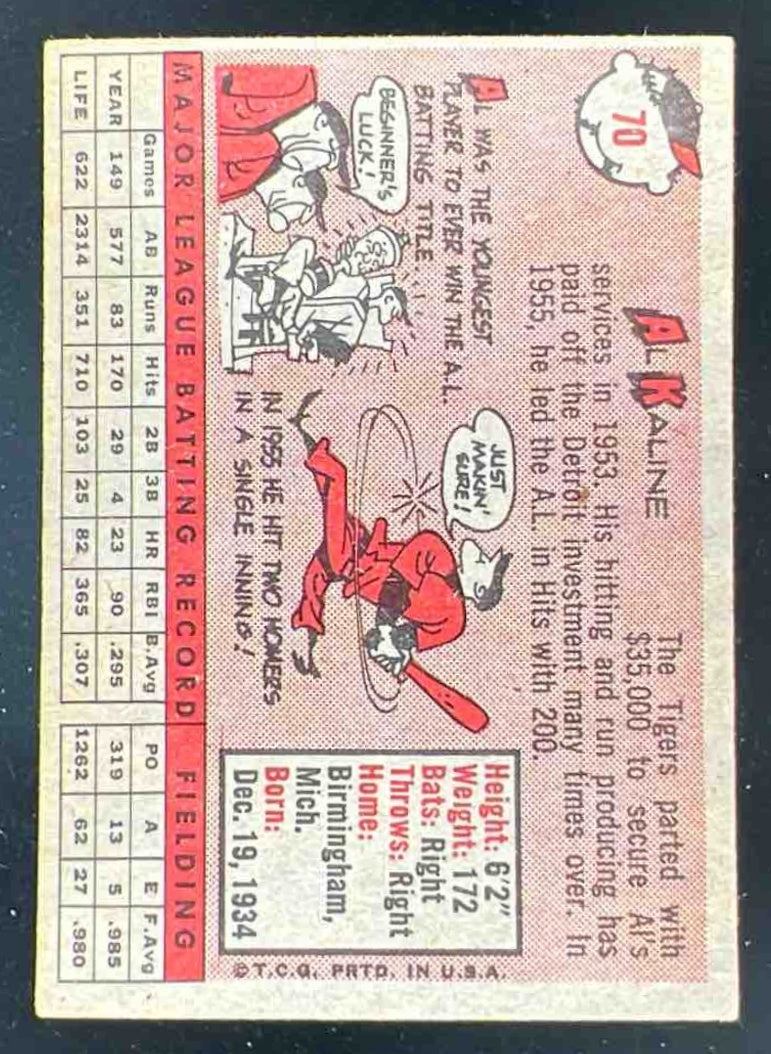 70
AL KALINE
The Tigers parted with
$35,000 to secure Al's
services in 1953. His hitting and run producing has
paid off the Detroit investment many times over. In
1955, he led the A.L. in Hits with 200.
AL WAS THE YOUNGEST
PLAYER TO EVER WIN THE A.L.
BATTING TITLE...
BEGINNER'S
LUCK!
JUST
MAKIN'
SURE!
IN 1955 HE HIT TWO HOMERS
IN A SINGLE INNING!
Height: 6'2"
Weight: 172
Bats: Right
Throws: Right
Home:
Birmingham,
Mich.
Born:
Dec. 19, 1934
©T.C.G. PRTD. IN U.S.A.
MAJOR LEAGUE BATTING RECORD FIELDING
Games AB Runs Hits 2B 3B HR RBI B.Avg PO A E F.Avg
YEAR 149 577 83 170 29 4 23 90 .295 319 13 5 .985
LIFE 622 2314 351 710 103 25 82 365 .307 1262 62 27 .980